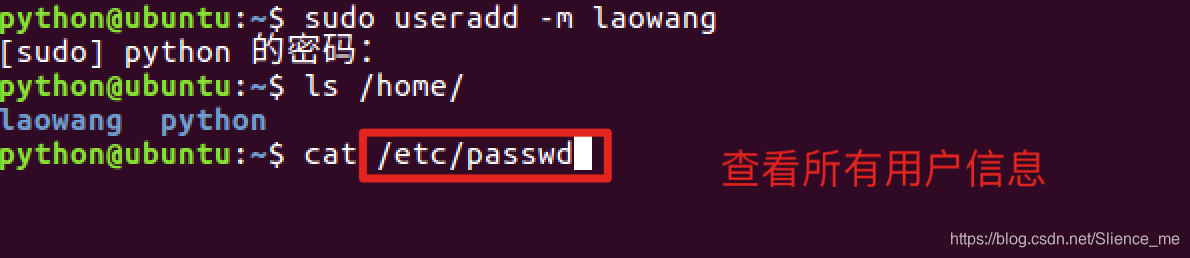 python@ubuntu:~$ sudo useradd -m laowang
[sudo] python 的密码：
python@ubuntu:~$ ls /home/
laowang  python
python@ubuntu:~$ cat /etc/passwd
查看所有用户信息
https://blog.csdn.net/Slience_me